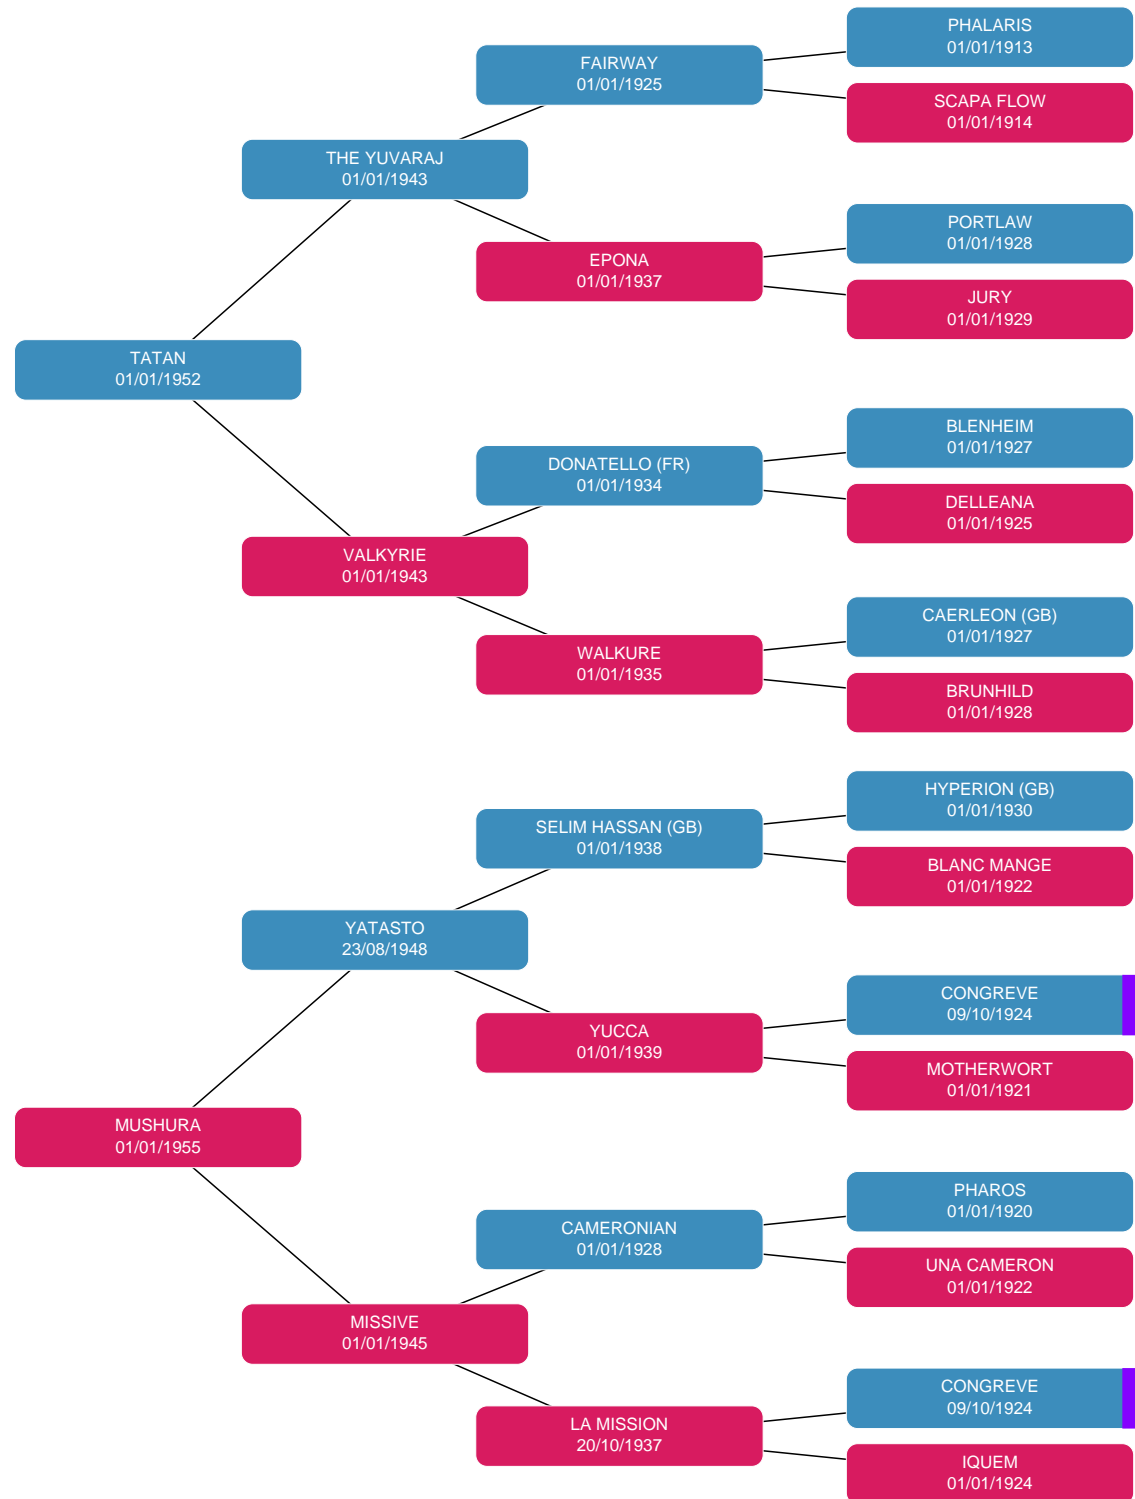 PHALARIS
01/01/1913
FAIRWAY
01/01/1925
SCAPA FLOW
01/01/1914
THE YUVARAJ
01/01/1943
PORTLAW
01/01/1928
EPONA
01/01/1937
JURY
01/01/1929
TATAN
01/01/1952
BLENHEIM
01/01/1927
DONATELLO (FR)
01/01/1934
DELLEANA
01/01/1925
VALKYRIE
01/01/1943
CAERLEON (GB)
01/01/1927
WALKURE
01/01/1935
BRUNHILD
01/01/1928
HYPERION (GB)
01/01/1930
SELIM HASSAN (GB)
01/01/1938
BLANC MANGE
01/01/1922
YATASTO
23/08/1948
CONGREVE
09/10/1924
YUCCA
01/01/1939
MOTHERWORT
01/01/1921
MUSHURA
01/01/1955
PHAROS
01/01/1920
CAMERONIAN
01/01/1928
UNA CAMERON
01/01/1922
MISSIVE
01/01/1945
CONGREVE
09/10/1924
LA MISSION
20/10/1937
IQUEM
01/01/1924